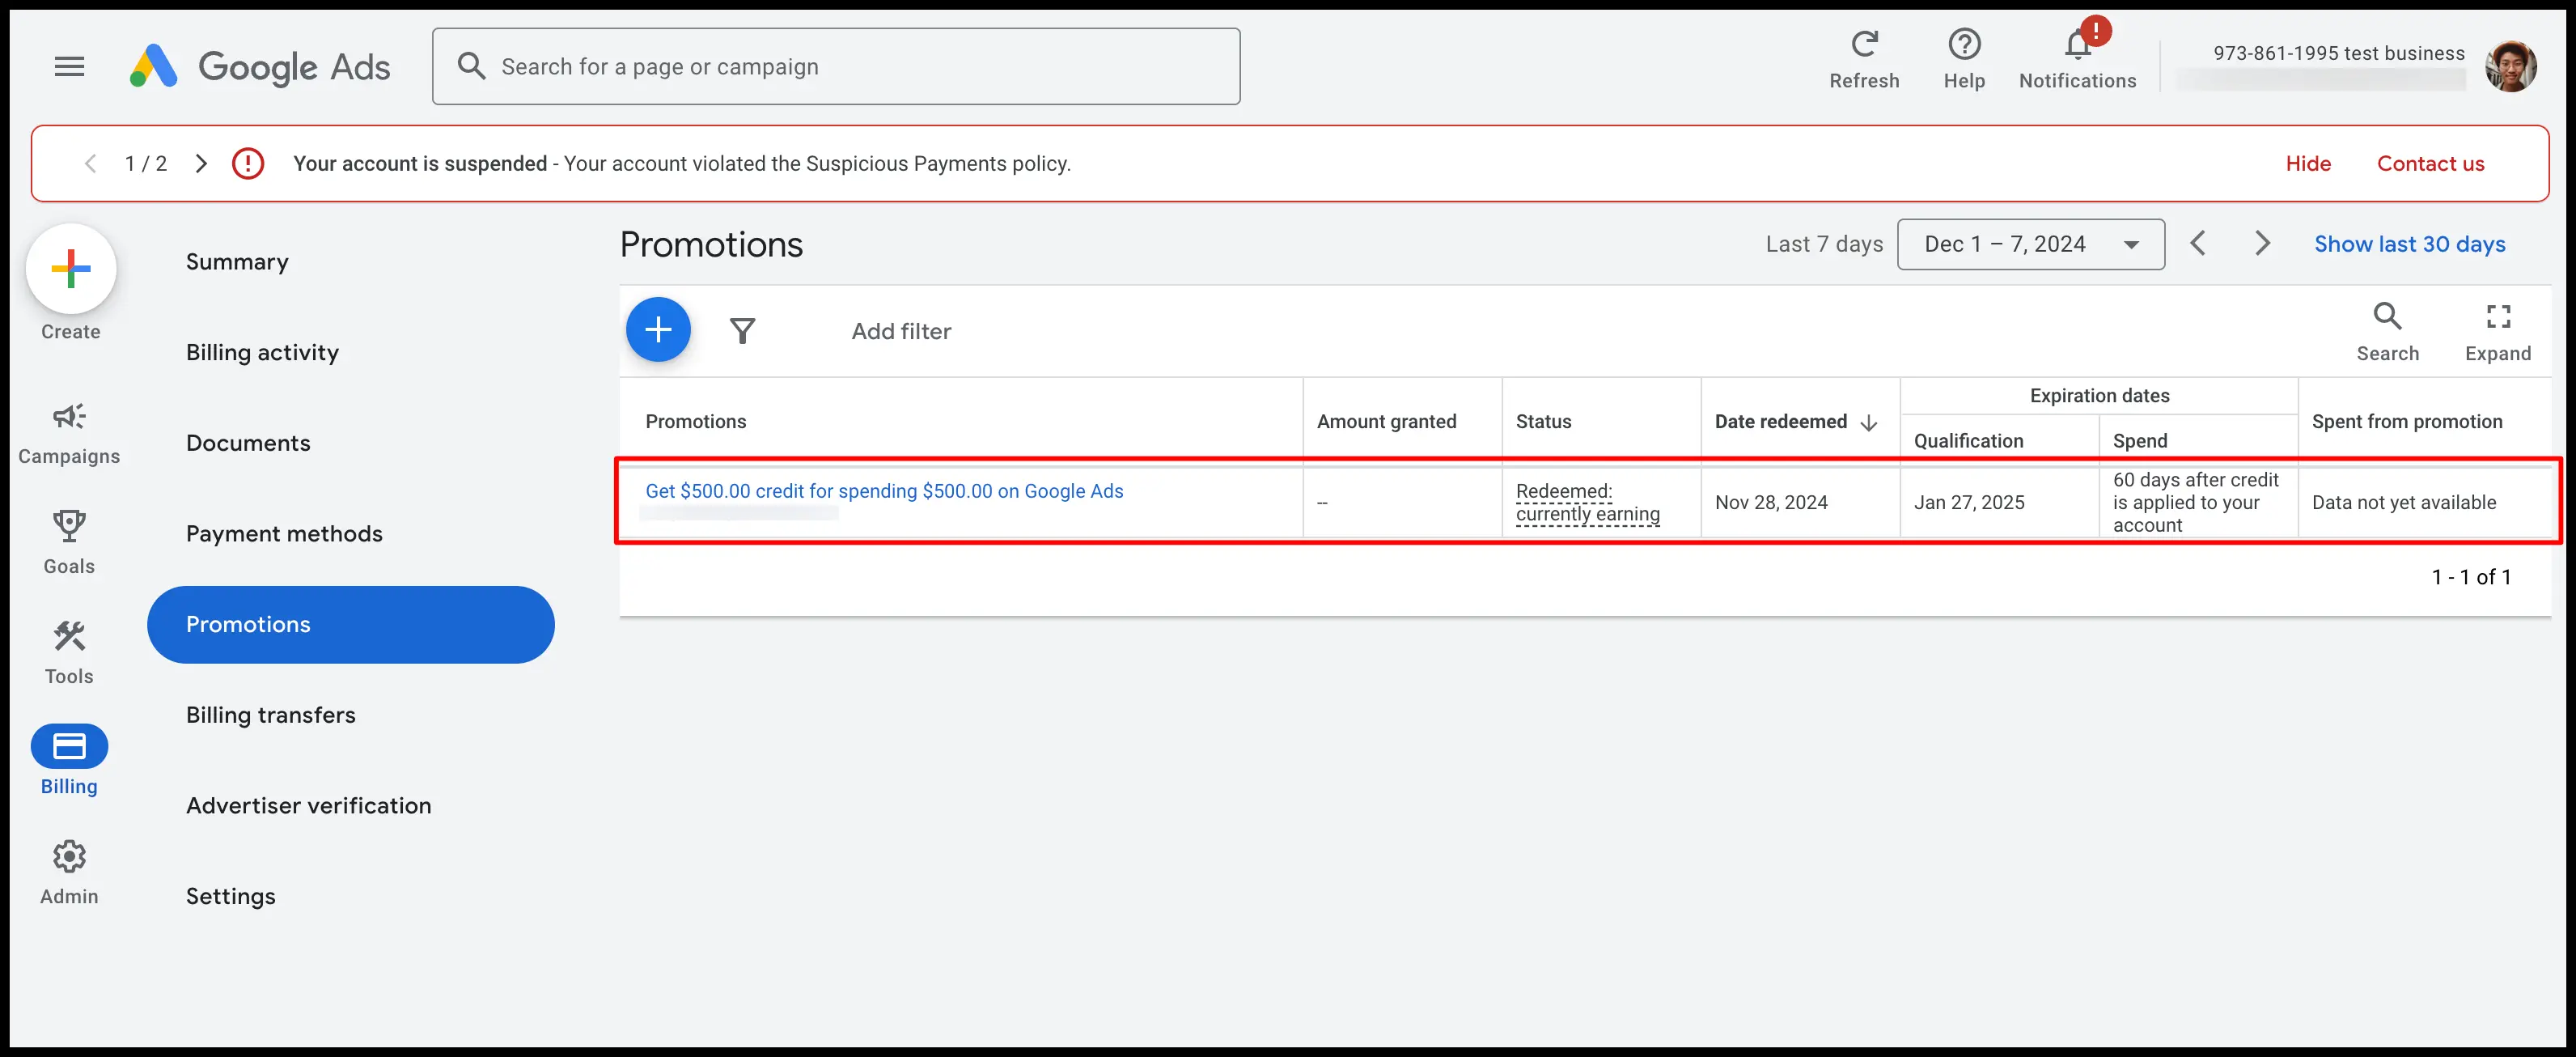 Google Ads
Search for a page or campaign
Refresh
Help
!
Notifications
973-861-1995 test business
1 / 2
Your account is suspended - Your account violated the Suspicious Payments policy.
Hide
Contact us
Create
Campaigns
Goals
Tools
Billing
Admin
Summary
Billing activity
Documents
Payment methods
Promotions
Billing transfers
Advertiser verification
Settings
Promotions
Last 7 days
Dec 1 – 7, 2024
Show last 30 days
Add filter
Search
Expand
Promotions
Amount granted
Status
Date redeemed
Expiration dates
Qualification
Spend
Spent from promotion
Get $500.00 credit for spending $500.00 on Google Ads
--
Redeemed:
currently earning
Nov 28, 2024
Jan 27, 2025
60 days after credit
is applied to your
account
Data not yet available
1 - 1 of 1